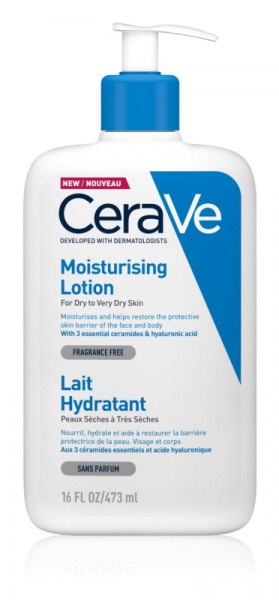 NEW / NOUVEAU
CeraVe
DEVELOPED WITH DERMATOLOGISTS
Moisturising
Lotion
For Dry to Very Dry Skin
Moisturises and helps restore the protective
skin barrier of the face and body
With 3 essential ceramides & hyaluronic acid
FRAGRANCE FREE
Lait
Hydratant
Peaux Sèches à Très Sèches
Nourrit, hydrate et aide à restaurer la barrière
protectrice de la peau. Visage et corps
Aux 3 céramides essentiels et acide hyaluronique
SANS PARFUM
16 FL OZ/473 ml